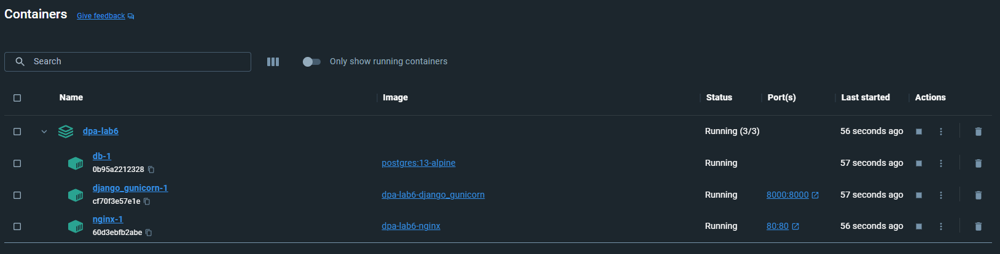 Containers Give feedback
Search Only show running containers
Name Image Status Port(s) Last started Actions
dpa-lab6 Running (3/3) 56 seconds ago
db-1
0b95a2212328 postgres:13-alpine Running 57 seconds ago
django_gunicorn-1
cf70f3e57e1e dpa-lab6-django_gunicorn Running 8000:8000 57 seconds ago
nginx-1
60d3ebfb2abe dpa-lab6-nginx Running 80:80 56 seconds ago